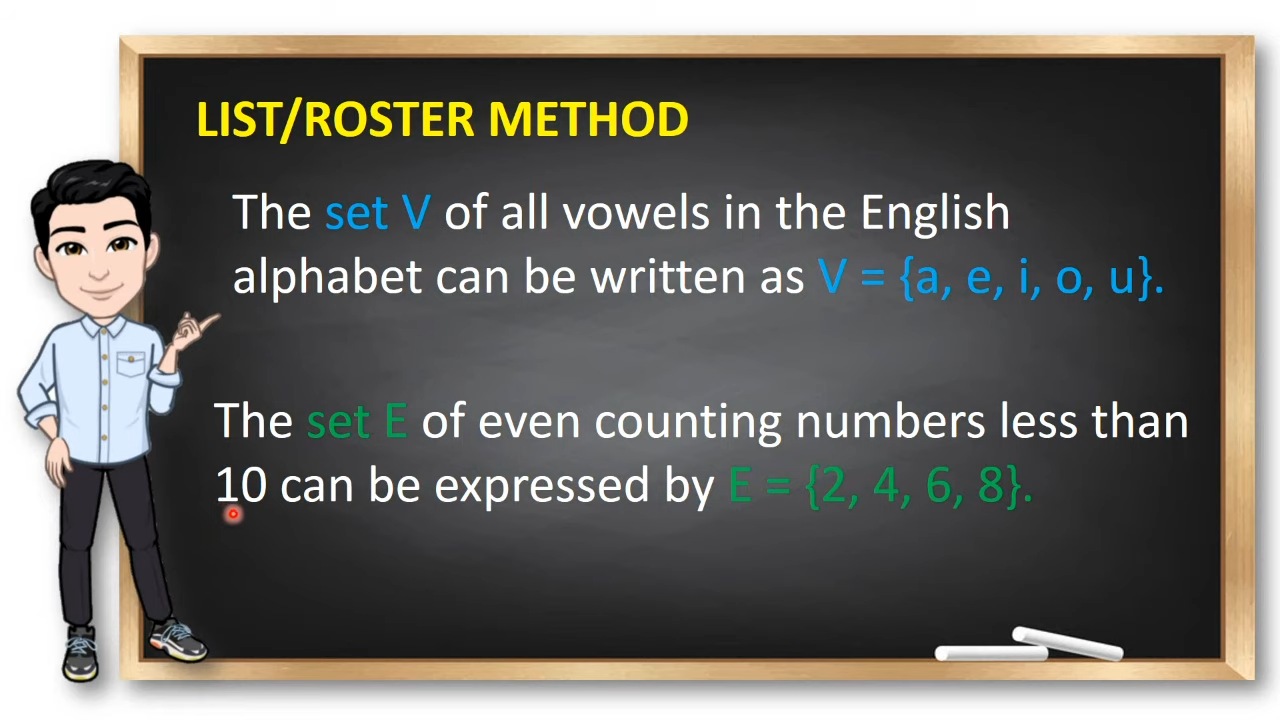 LIST/ROSTER METHOD
The set V of all vowels in the English
alphabet can be written as V = {a, e, i, o, u}.
The set E of even counting numbers less than
10 can be expressed by E = {2, 4, 6, 8}.